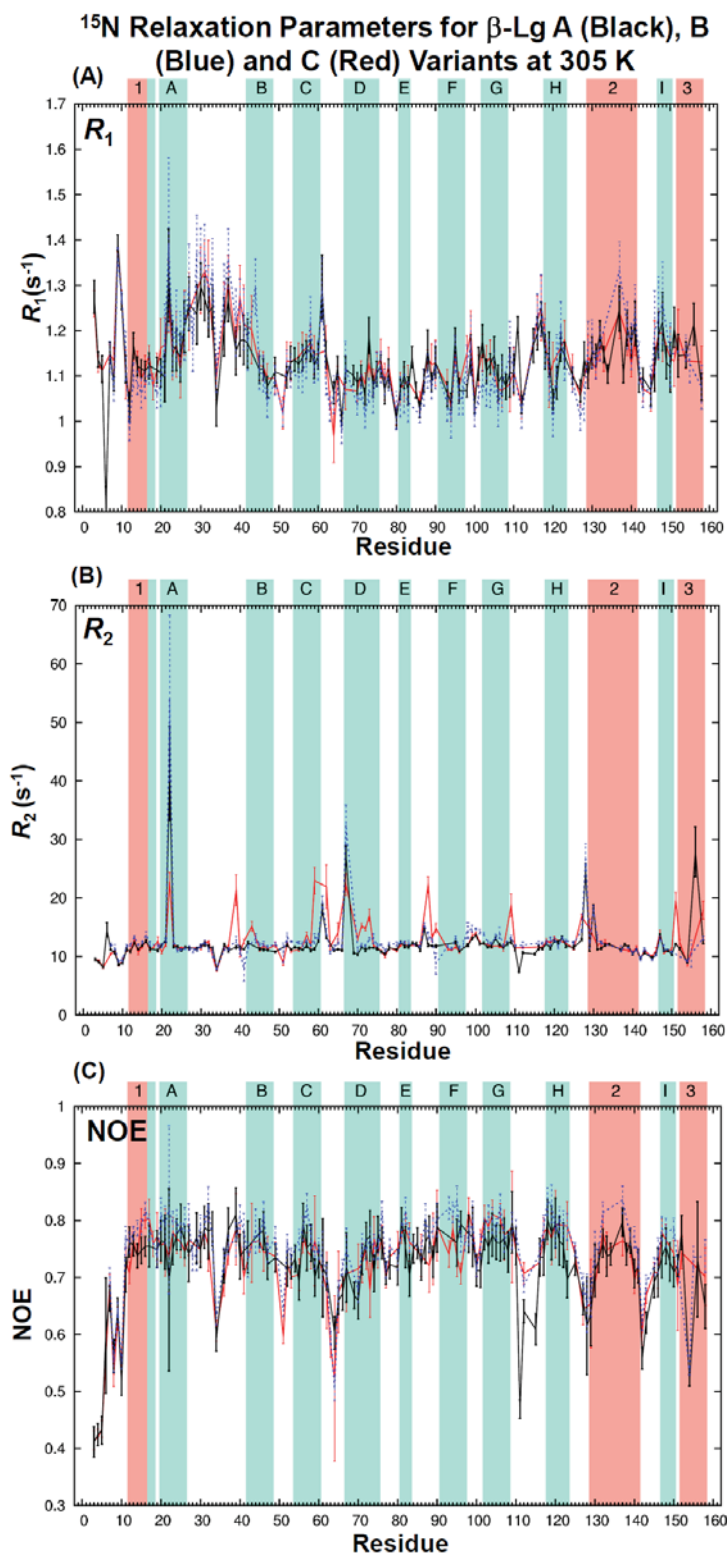 ¹⁵N Relaxation Parameters for β-Lg A (Black), B
(Blue) and C (Red) Variants at 305 K
(A)
1 A B C D E F G H 2 I 3
R₁
1.7
1.6
1.5
1.4
1.3
1.2
1.1
1
0.9
0.8
R₁(s⁻¹)
0 10 20 30 40 50 60 70 80 90 100 110 120 130 140 150 160
Residue
(B)
1 A B C D E F G H 2 I 3
R₂
70
60
50
40
30
20
10
0
R₂ (s⁻¹)
0 10 20 30 40 50 60 70 80 90 100 110 120 130 140 150 160
Residue
(C)
1 A B C D E F G H 2 I 3
NOE
1
0.9
0.8
0.7
0.6
0.5
0.4
0.3
NOE
0 10 20 30 40 50 60 70 80 90 100 110 120 130 140 150 160
Residue